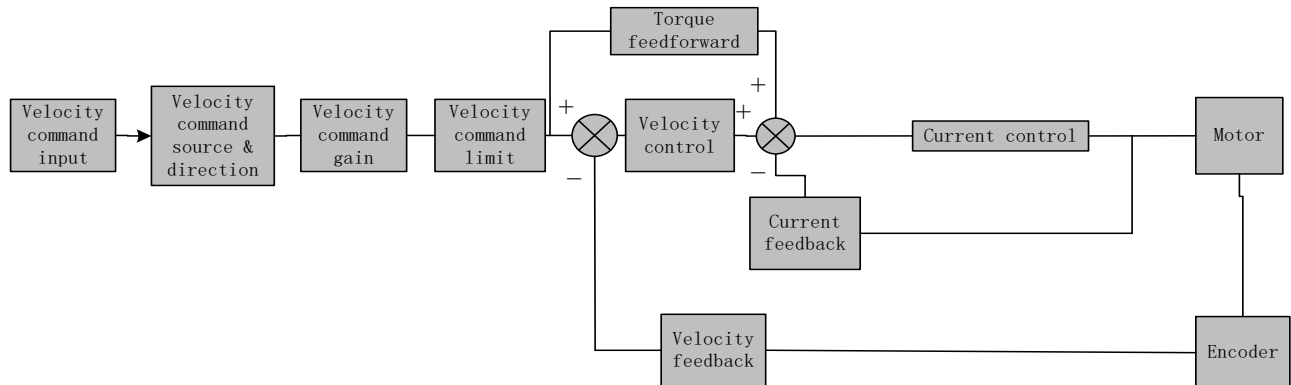 Torque
feedforward
Velocity
command
input
Velocity
command
source &
direction
Velocity
command
gain
Velocity
command
limit
+
−
Velocity
control
+
+
−
Current control
Motor
Current
feedback
Velocity
feedback
Encoder